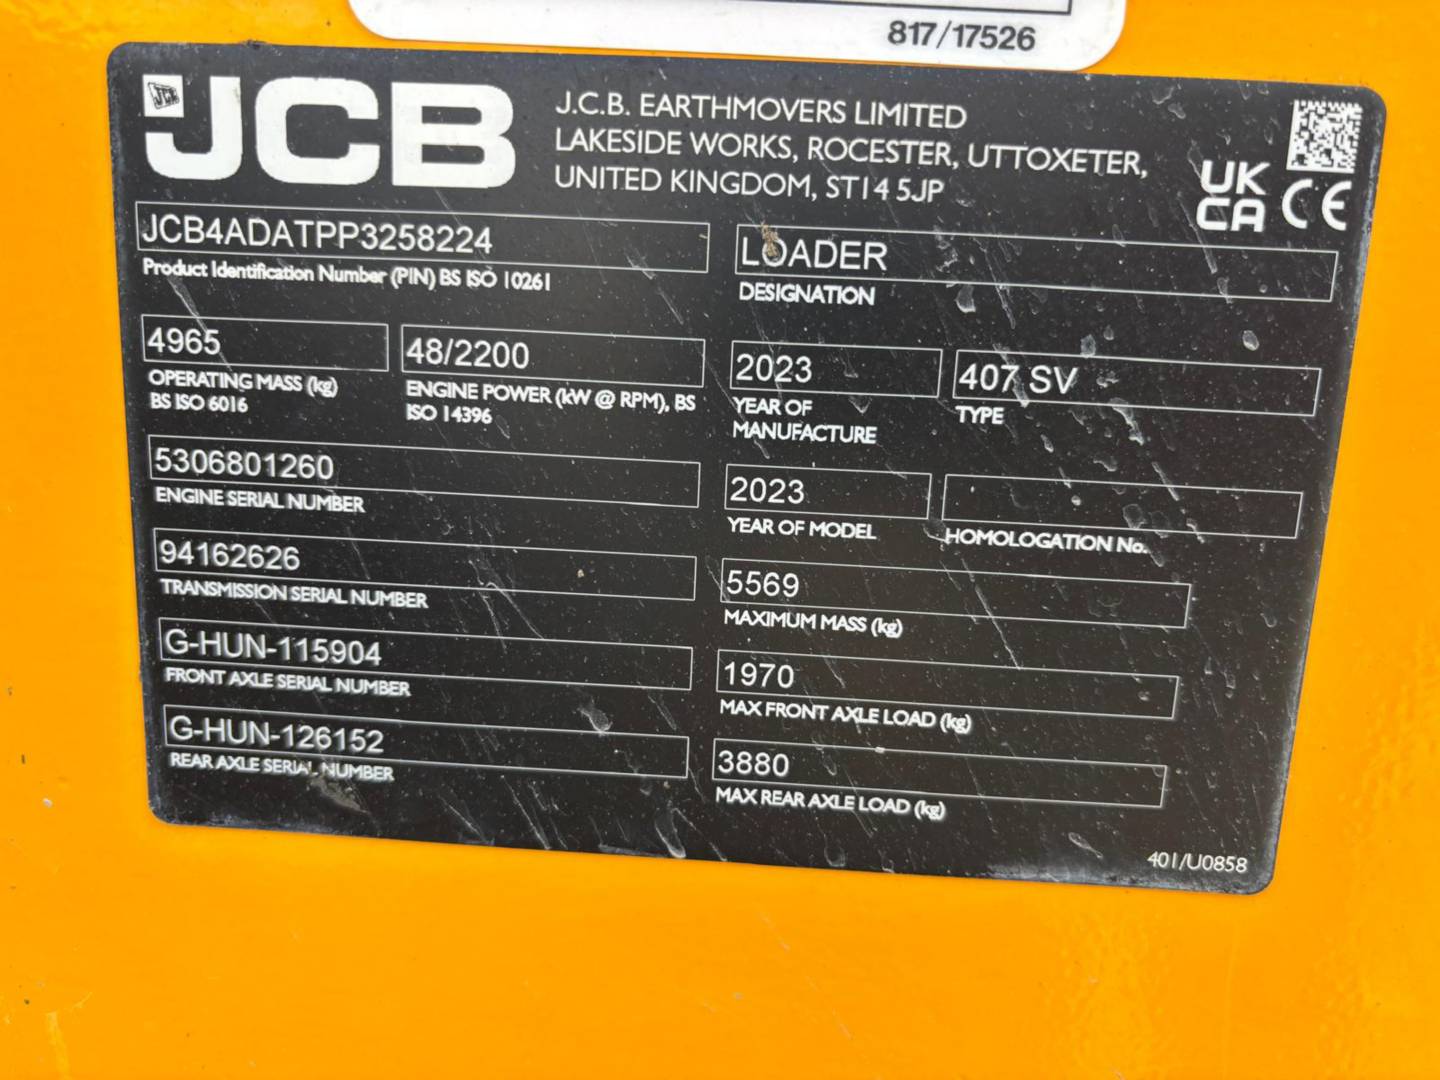 817/17526
JCB
J.C.B. EARTHMOVERS LIMITED
LAKESIDE WORKS, ROCESTER, UTTOXETER,
UNITED KINGDOM, ST14 5JP
UK
CA CE
JCB4ADATPP3258224
Product Identification Number (PIN) BS ISO 10261
LOADER
DESIGNATION
4965
OPERATING MASS (kg)
BS ISO 6016
48/2200
ENGINE POWER (kW @ RPM), BS
ISO 14396
2023
YEAR OF
MANUFACTURE
407 SV
TYPE
5306801260
ENGINE SERIAL NUMBER
2023
YEAR OF MODEL
HOMOLOGATION No.
94162626
TRANSMISSION SERIAL NUMBER
5569
MAXIMUM MASS (kg)
G-HUN-115904
FRONT AXLE SERIAL NUMBER
1970
MAX FRONT AXLE LOAD (kg)
G-HUN-126152
REAR AXLE SERIAL NUMBER
3880
MAX REAR AXLE LOAD (kg)
401/U0858